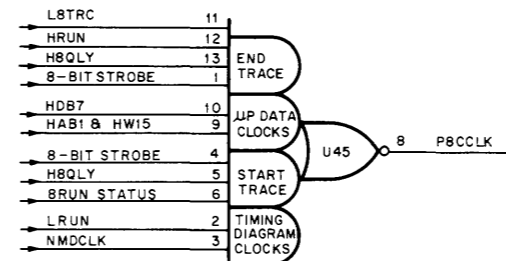 L8TRC 11
HRUN 12
H8QLY 13
8-BIT STROBE 1
END TRACE
HDB7 10
HAB1 & HW15 9
μP DATA CLOCKS
8-BIT STROBE 4
H8QLY 5
8RUN STATUS 6
START TRACE
LRUN 2
NMDCLK 3
TIMING DIAGRAM CLOCKS
U45
8 P8CCLK